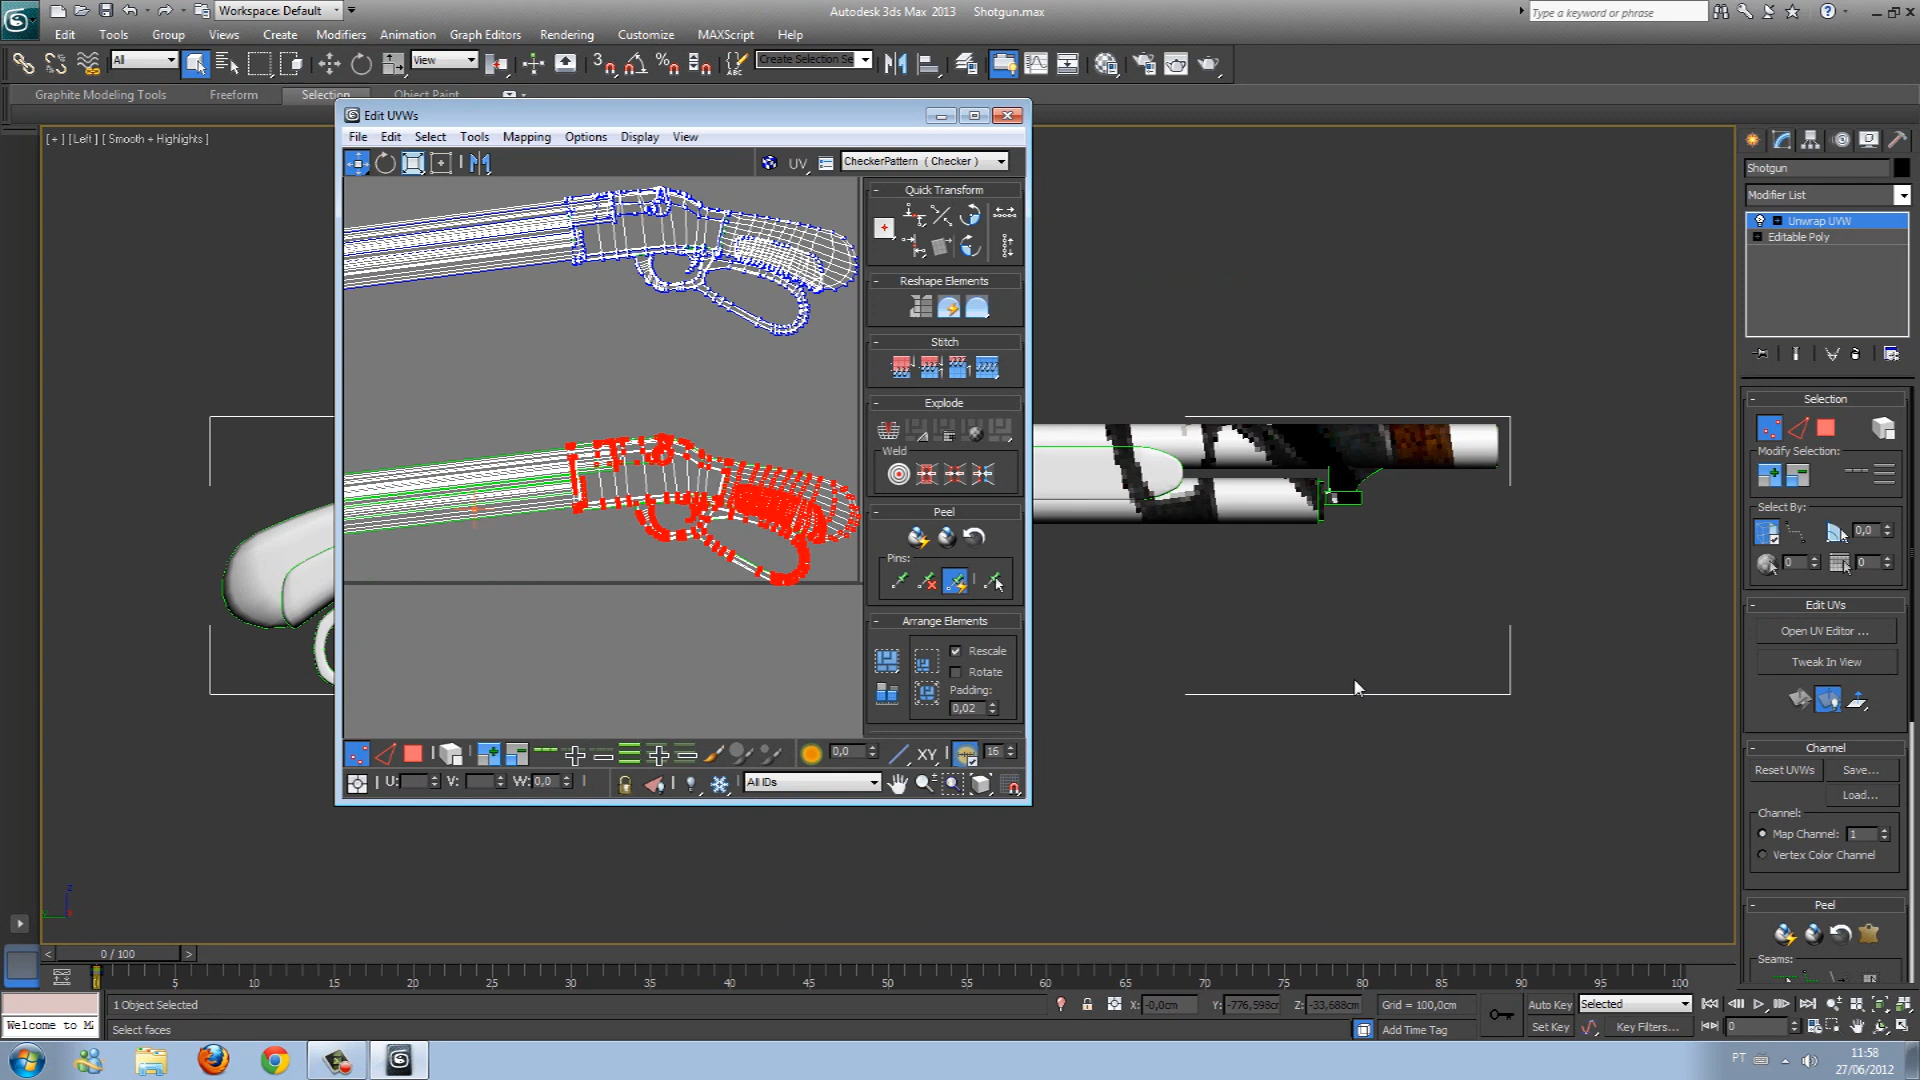 Workspace: Default
Autodesk 3ds Max 2013 Shotgun.max
Type a keyword or phrase
Edit Tools Group Views Create Modifiers Animation Graph Editors Rendering Customize MAXScript Help
All
View
Create Selection Se
Graphite Modeling Tools Freeform Selection Object Paint
[ + ] [ Left ] [ Smooth + Highlights ]
Edit UVWs
File Edit Select Tools Mapping Options Display View
UV
CheckerPattern ( Checker )
Quick Transform
Reshape Elements
Stitch
Explode
Weld
Peel
Pins:
Arrange Elements
Rescale
Rotate
Padding:
0,02
0,0
XY
16
U: V: W: 0,0
All IDs
Shotgun
Modifier List
Unwrap UVW
Editable Poly
Selection
Modify Selection:
Select By:
0,0
0
0
Edit UVs
Open UV Editor ...
Tweak In View
Channel
Reset UVWs Save...
Load...
Channel:
Map Channel: 1
Vertex Color Channel
Peel
Seams:
z
0 / 100
5 10 15 20 25 30 35 40 45 50 55 60 65 70 75 80 85 90 95 100
1 Object Selected
X: -0,0cm Y: -776,598cm Z: -33,688cm Grid = 100,0cm
Auto Key Selected
Welcome to M
Select faces
Add Time Tag
Set Key Key Filters...
0
PT
11:58
27/06/2012